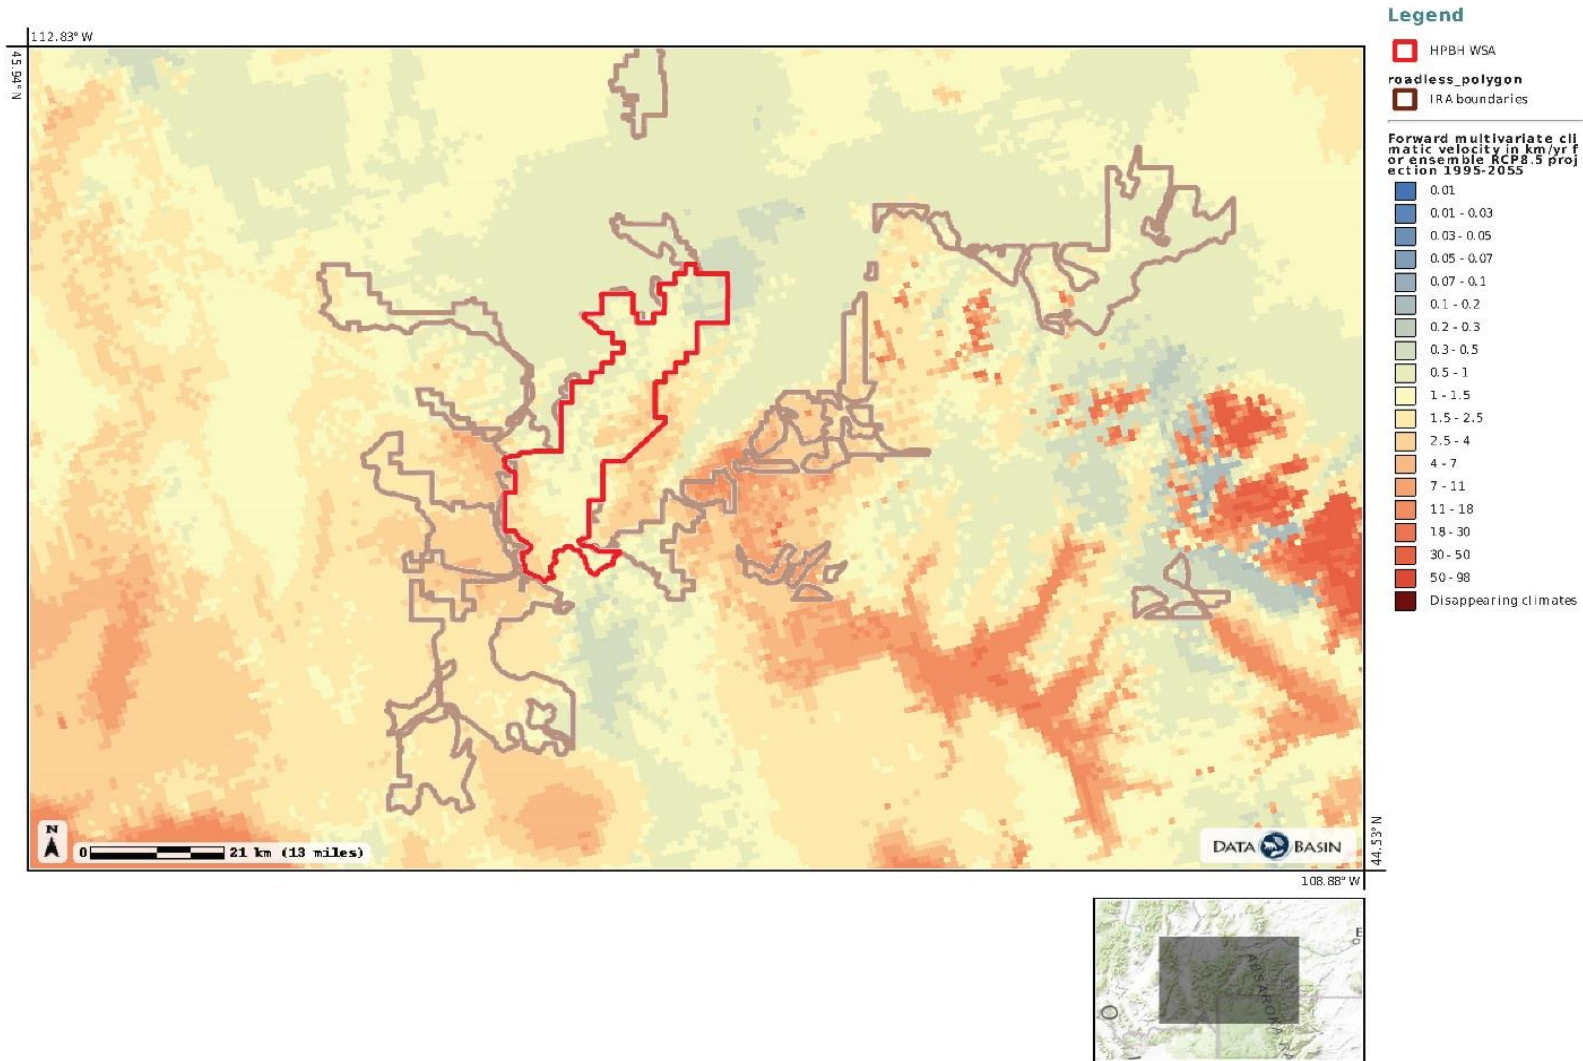 112.83° W
45.94° N
Legend
HPBH WSA
roadless_polygon
IRA boundaries
Forward multivariate cli
matic velocity in km/yr f
or ensemble RCP8.5 proj
ection 1995-2055
0.01
0.01 - 0.03
0.03 - 0.05
0.05 - 0.07
0.07 - 0.1
0.1 - 0.2
0.2 - 0.3
0.3 - 0.5
0.5 - 1
1 - 1.5
1.5 - 2.5
2.5 - 4
4 - 7
7 - 11
11 - 18
18 - 30
30 - 50
50 - 98
Disappearing climates
N
0 21 km (13 miles)
DATA BASIN
44.53° N
108.88° W
ABSAROKA